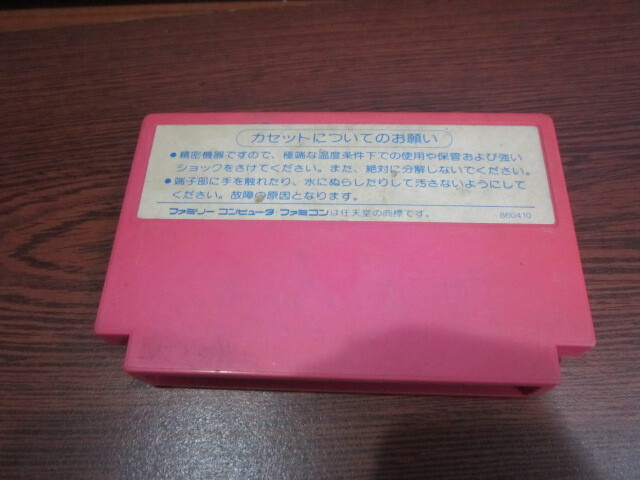 カセットについてのお願い
●精密機器ですので、極端な温度条件下での使用や保管および強い
ショックをさけてください。また、絶対に分解しないでください。
●端子部に手を触れたり、水にぬらしたりして汚さないようにして
ください。故障の原因となります。
ファミリーコンピュータ・ファミコンは任天堂の商標です。 860410